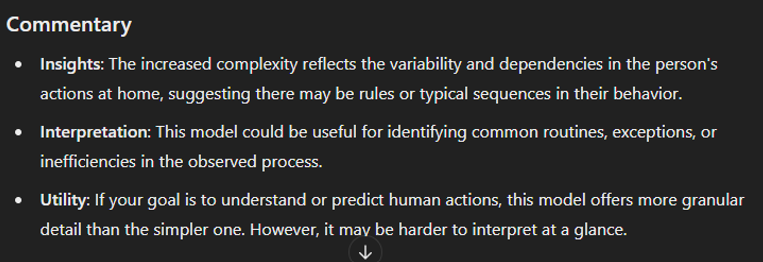 Commentary
• Insights: The increased complexity reflects the variability and dependencies in the person's
actions at home, suggesting there may be rules or typical sequences in their behavior.
• Interpretation: This model could be useful for identifying common routines, exceptions, or
inefficiencies in the observed process.
• Utility: If your goal is to understand or predict human actions, this model offers more granular
detail than the simpler one. However, it may be harder to interpret at a glance.